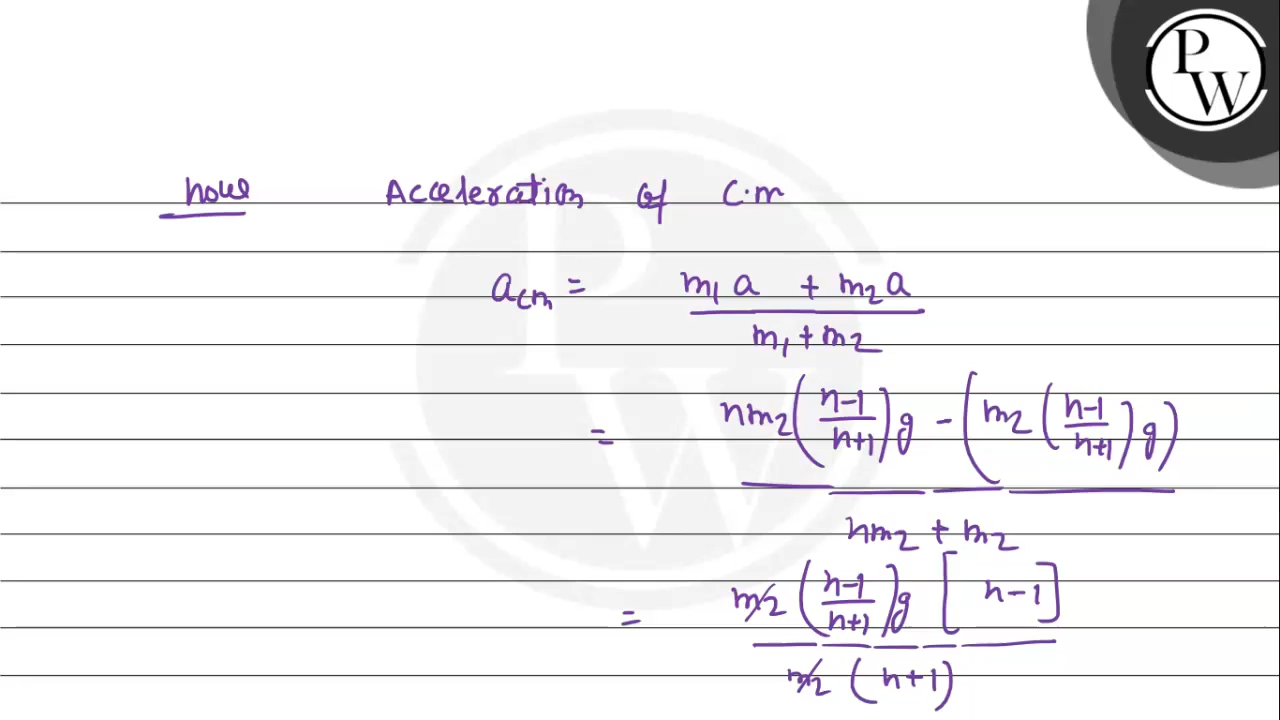 PW
now Acceleration of C.m
a_cm = (m₁a + m₂a) / (m₁ + m₂)
= (nm₂((n-1)/(n+1))g - (m₂((n-1)/(n+1))g)) / (nm₂ + m₂)
= (m₂((n-1)/(n+1))g [n-1]) / (m₂(n+1))